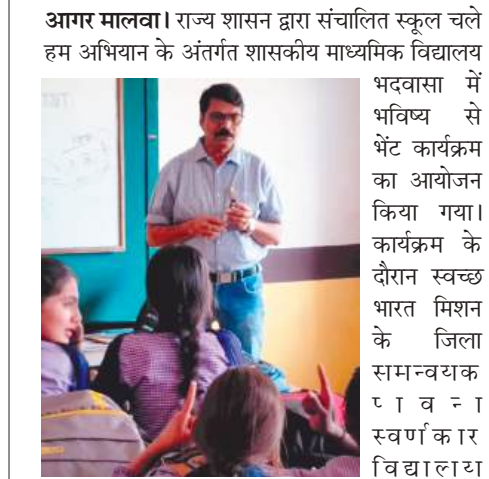 आगर मालवा। राज्य शासन द्वारा संचालित स्कूल चले
हम अभियान के अंतर्गत शासकीय माध्यमिक विद्यालय
भदवासा में
भविष्य से
भेंट कार्यक्रम
का आयोजन
किया गया।
कार्यक्रम के
दौरान स्वच्छ
भारत मिशन
के जिला
समन्वयक
स्वर्णकार
विद्यालय